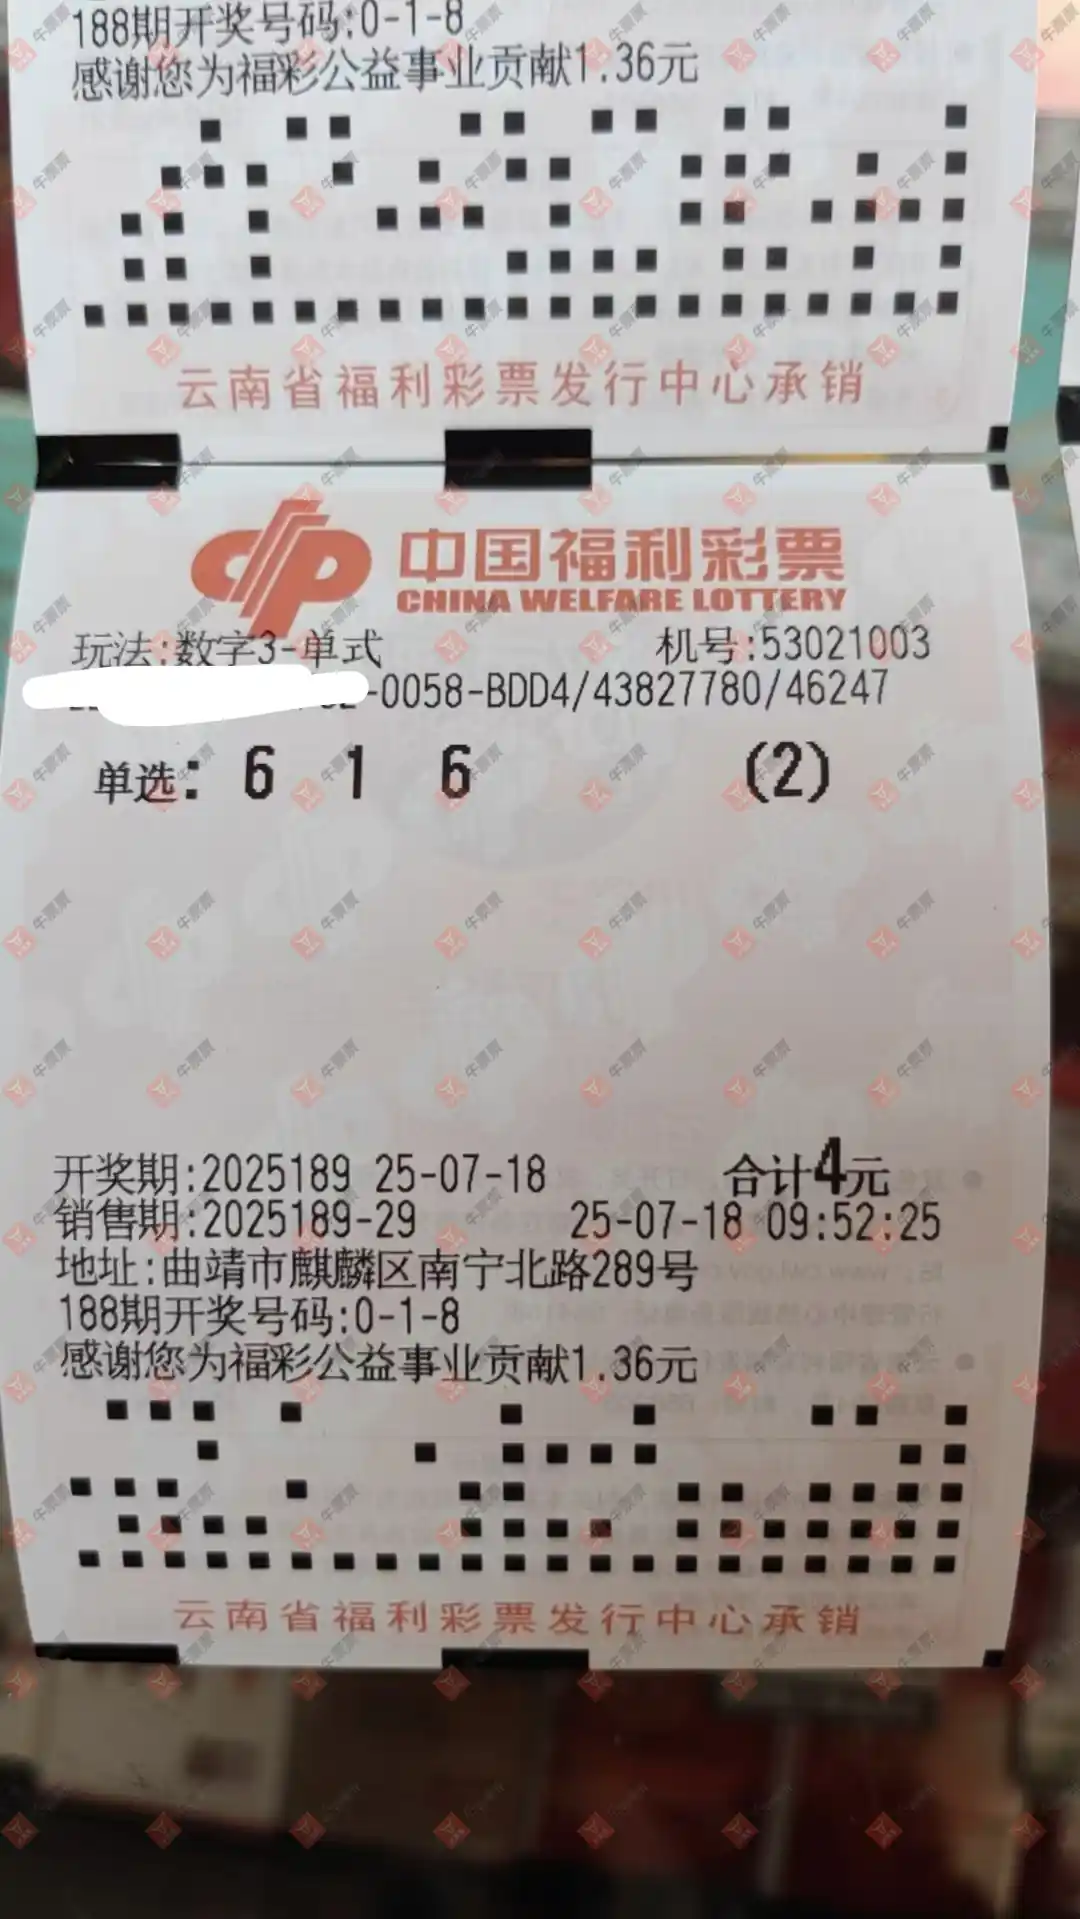 188期开奖号码:0-1-8
感谢您为福彩公益事业贡献1.36元
云南省福利彩票发行中心承销
中国福利彩票
CHINA WELFARE LOTTERY
玩法:数字3-单式 机号:53021003
-0058-BDD4/43827780/46247
单选: 6 1 6 (2)
开奖期:2025189 25-07-18 合计4元
销售期:2025189-29 25-07-18 09:52:25
地址:曲靖市麒麟区南宁北路289号
188期开奖号码:0-1-8
感谢您为福彩公益事业贡献1.36元
云南省福利彩票发行中心承销
牛票票